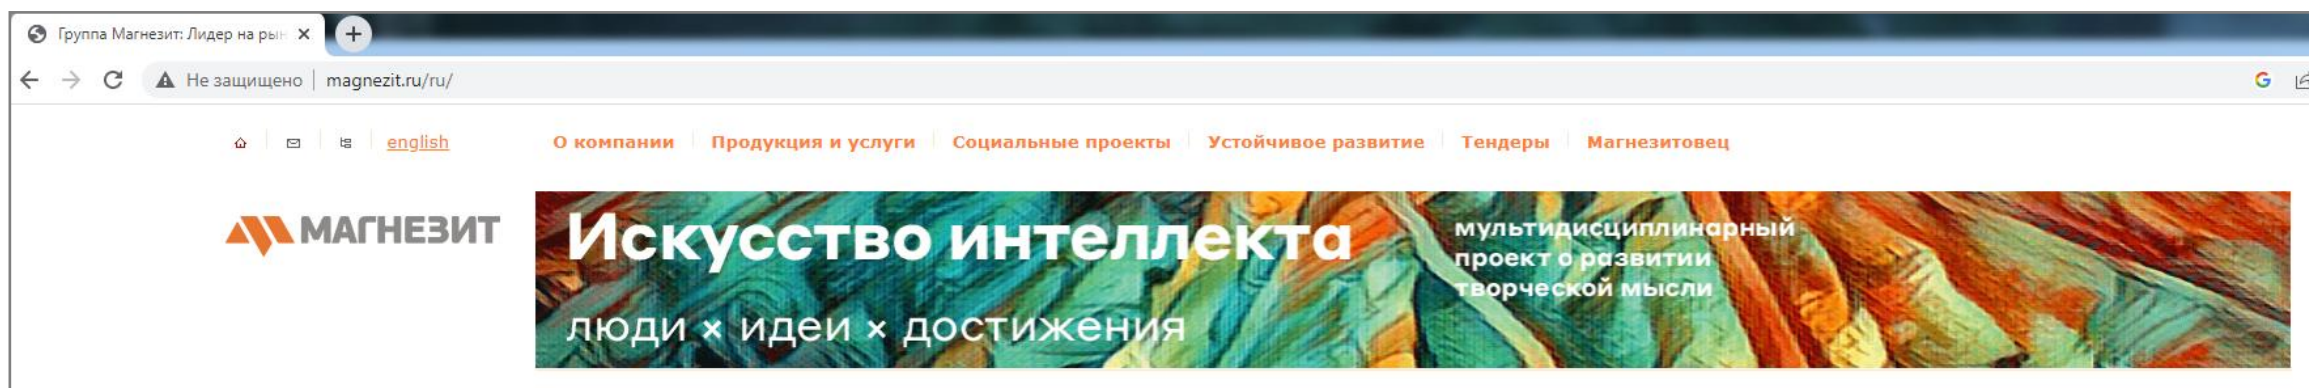 Группа Магнезит: Лидер на рын
Не защищено | magnezit.ru/ru/
english
О компании Продукция и услуги Социальные проекты Устойчивое развитие Тендеры Магнезитовец
МАГНЕЗИТ
Искусство интеллекта
люди × идеи × достижения
мультидисциплинарный
проект о развитии
творческой мысли